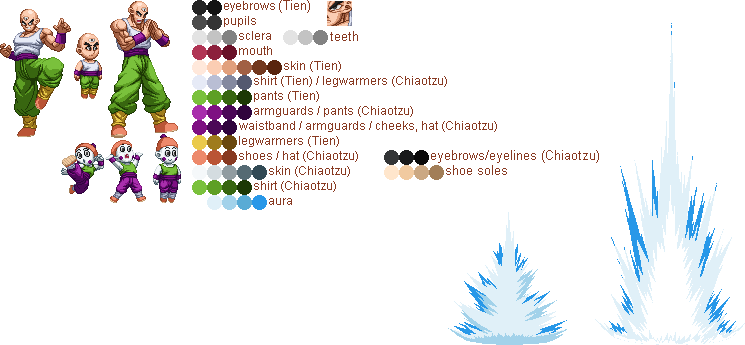 eyebrows (Tien)
pupils
sclera teeth
mouth
skin (Tien)
shirt (Tien) / legwarmers (Chiaotzu)
pants (Tien)
armguards / pants (Chiaotzu)
waistband / armguards / cheeks, hat (Chiaotzu)
legwarmers (Tien)
shoes / hat (Chiaotzu) eyebrows/eyelines (Chiaotzu)
skin (Chiaotzu) shoe soles
shirt (Chiaotzu)
aura